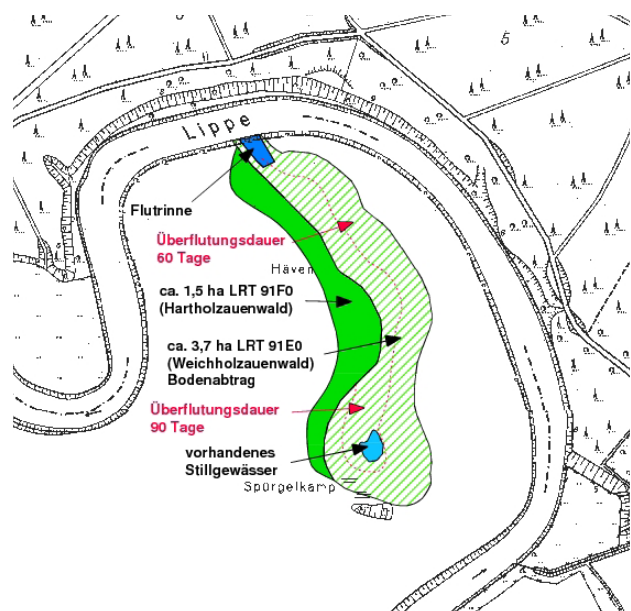 5
Lippe
Flutrinne
Überflutungsdauer
60 Tage
Häven
ca. 1,5 ha LRT 91F0
(Hartholzauenwald)
ca. 3,7 ha LRT 91E0
(Weichholzauenwald)
Bodenabtrag
Überflutungsdauer
90 Tage
vorhandenes
Stillgewässer
Spürgelkamp